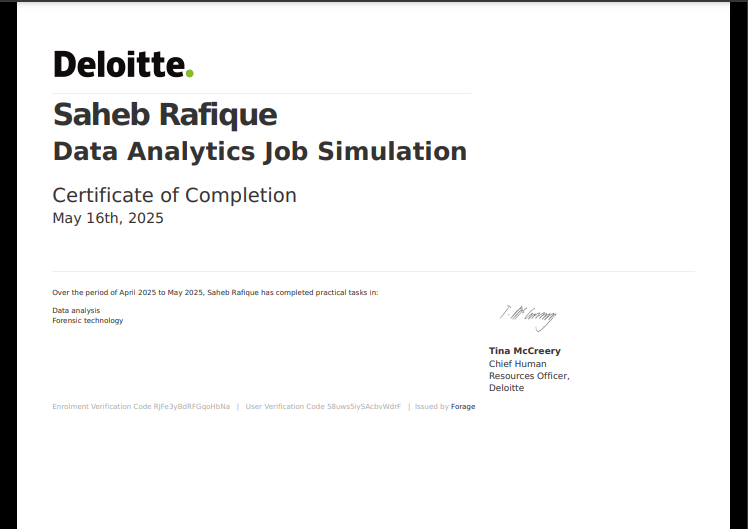 Deloitte.
Saheb Rafique
Data Analytics Job Simulation
Certificate of Completion
May 16th, 2025
Over the period of April 2025 to May 2025, Saheb Rafique has completed practical tasks in:
Data analysis
Forensic technology
Tina McCreery
Chief Human
Resources Officer,
Deloitte
Enrolment Verification Code RjFe3yBdRFGqoHbNa | User Verification Code S8uws5iySAcbvWdrF | Issued by Forage